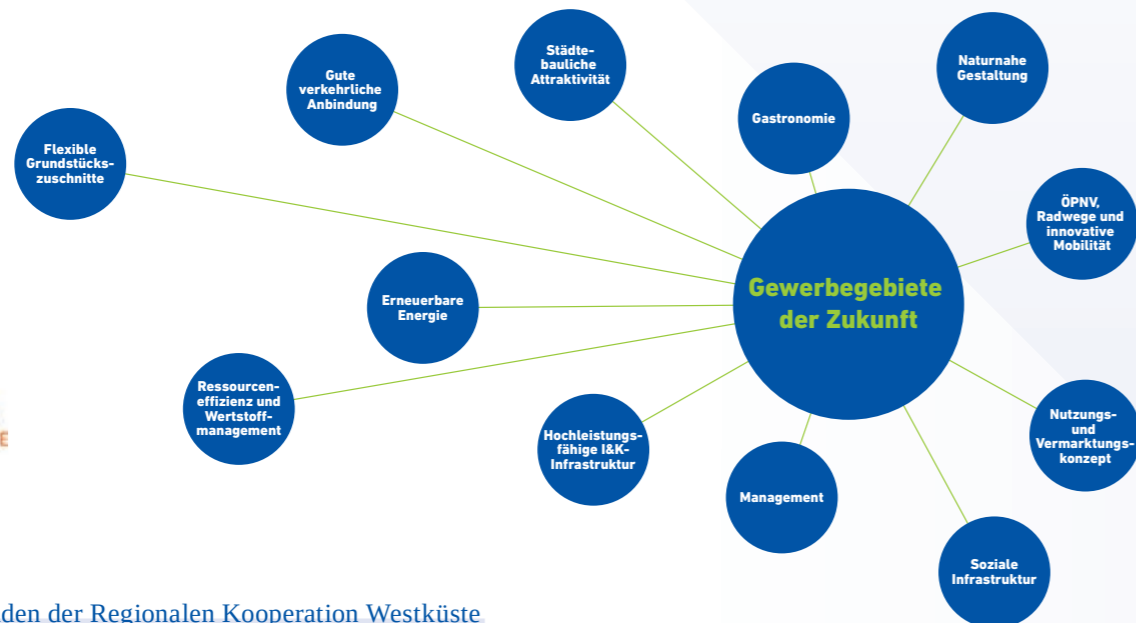 Städte-
bauliche
Attraktivität
Naturnahe
Gestaltung
Gute
verkehrliche
Anbindung
Gastronomie
Flexible
Grundstücks-
zuschnitte
ÖPNV,
Radwege und
innovative
Mobilität
Gewerbegebiete
der Zukunft
Erneuerbare
Energie
Ressourcen-
effizienz und
Wertstoff-
management
Hochleistungs-
fähige I&K-
Infrastruktur
Nutzungs-
und
Vermarktungs-
konzept
Management
Soziale
Infrastruktur
den der Regionalen Kooperation Westküste